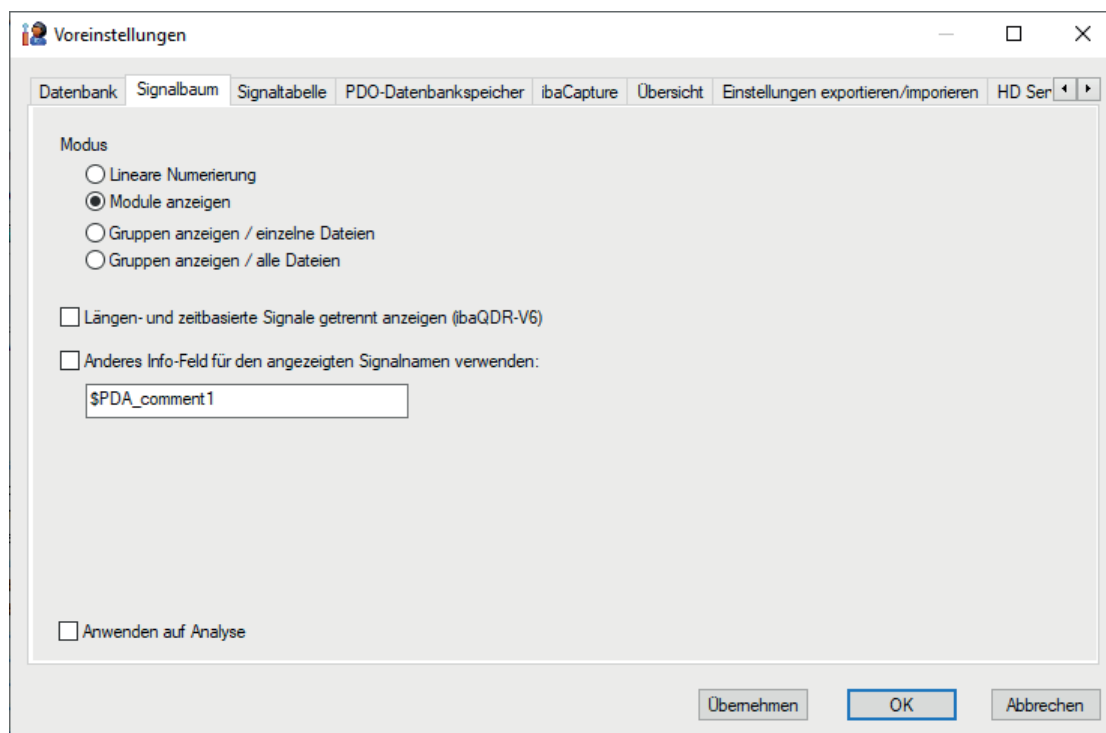 Voreinstellungen
Datenbank Signalbaum Signaltabelle PDO-Datenbankspeicher ibaCapture Übersicht Einstellungen exportieren/imporieren HD Ser
Modus
Lineare Numerierung
Module anzeigen
Gruppen anzeigen / einzelne Dateien
Gruppen anzeigen / alle Dateien
Längen- und zeitbasierte Signale getrennt anzeigen (ibaQDR-V6)
Anderes Info-Feld für den angezeigten Signalnamen verwenden:
$PDA_comment1
Anwenden auf Analyse
Übernehmen OK Abbrechen